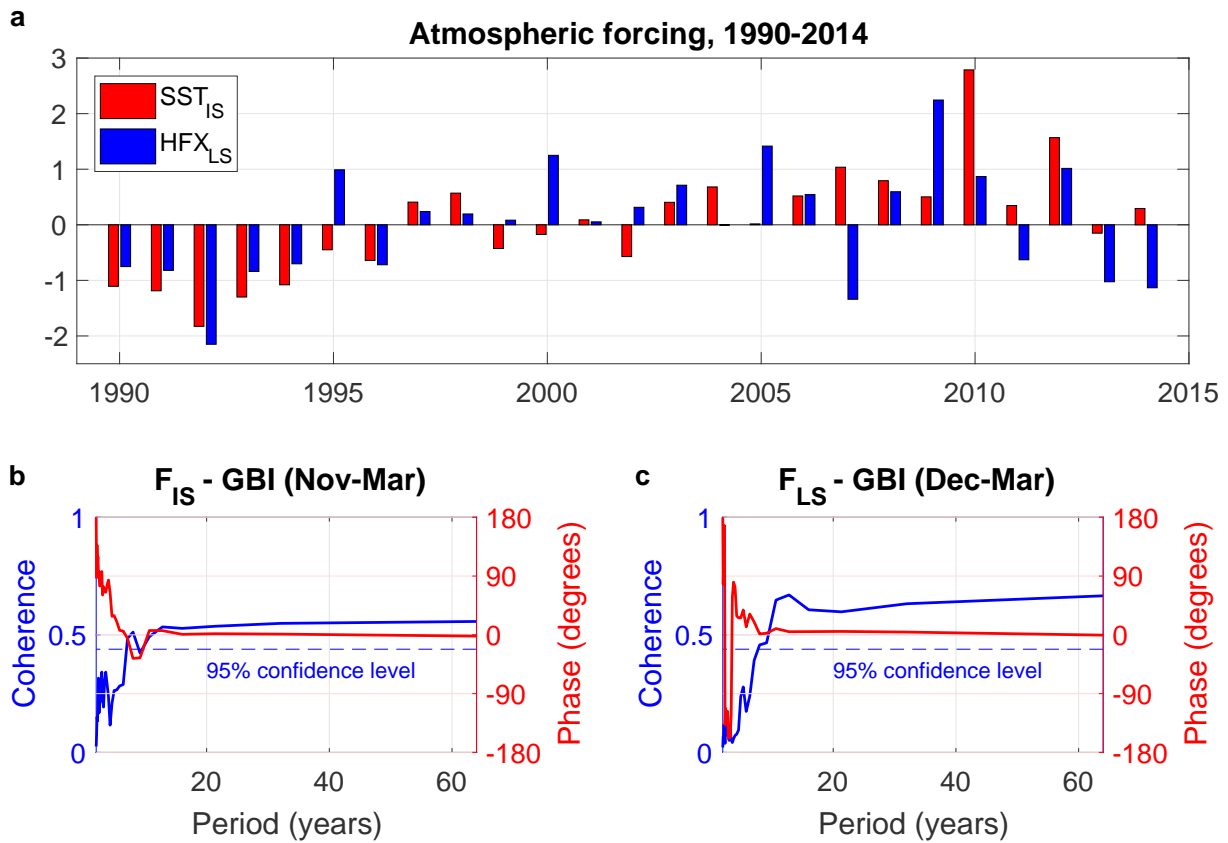 a
Atmospheric forcing, 1990-2014
3
2
1
0
-1
-2
SST_IS
HFX_LS
1990 1995 2000 2005 2010 2015
b
F_IS - GBI (Nov-Mar)
1
0.5
0
Coherence
180
90
0
-90
-180
Phase (degrees)
95% confidence level
20 40 60
Period (years)
c
F_LS - GBI (Dec-Mar)
1
0.5
0
Coherence
180
90
0
-90
-180
Phase (degrees)
95% confidence level
20 40 60
Period (years)